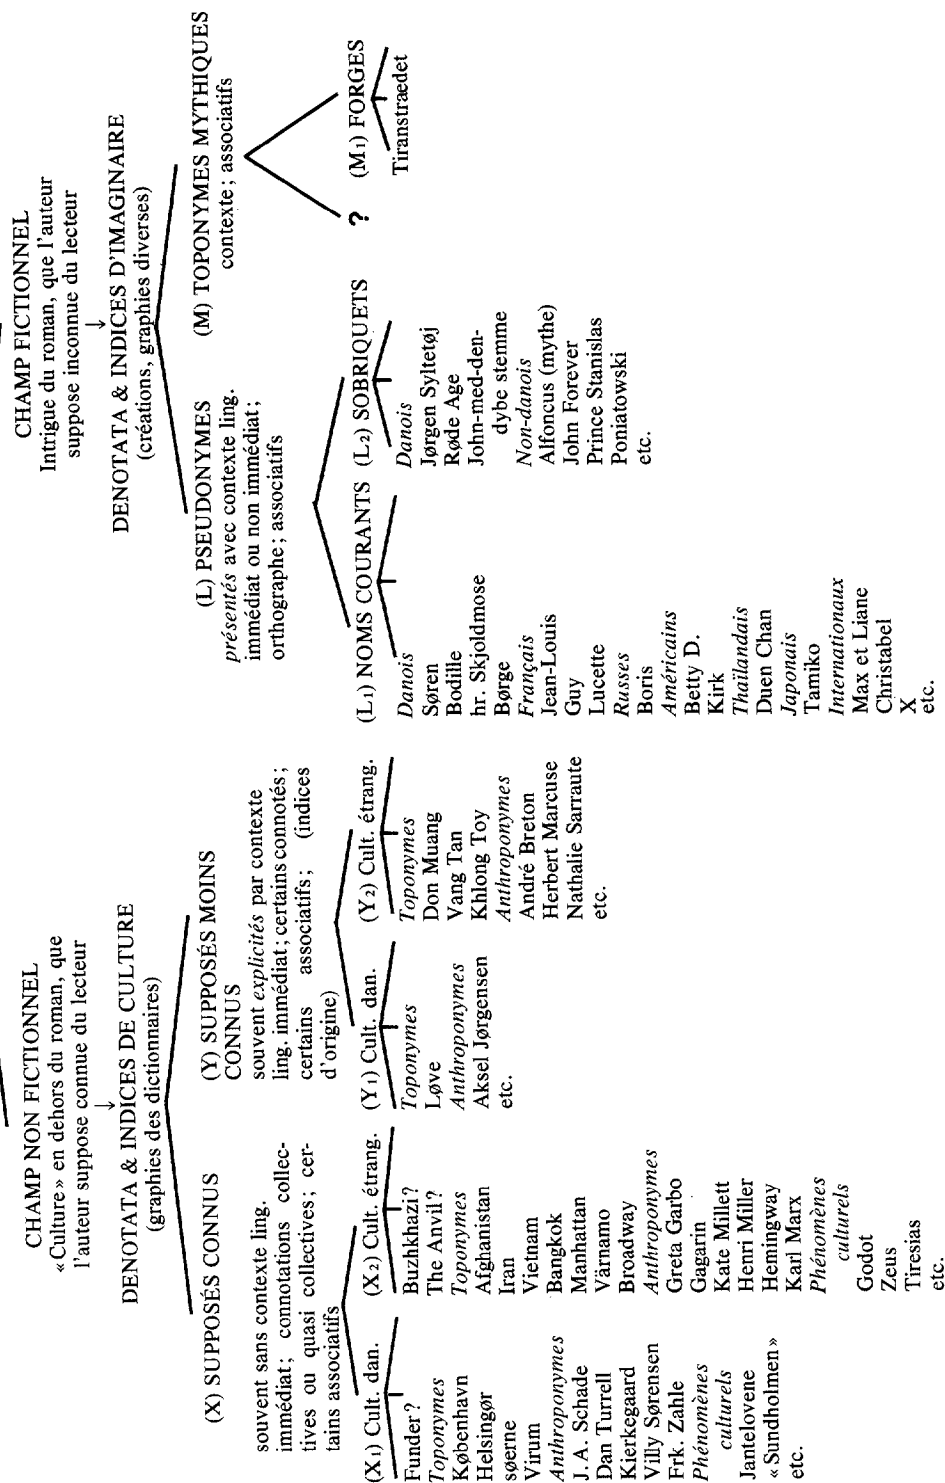 CHAMP NON FICTIONNEL
«Culture» en dehors du roman, que
l'auteur suppose connue du lecteur
↓
DENOTATA & INDICES DE CULTURE
(graphies des dictionnaires)
(X) SUPPOSÉS CONNUS
souvent sans contexte ling.
immédiat; connotations collec-
tives ou quasi collectives; cer-
tains associatifs
(X1) Cult. dan.
Funder?
Toponymes
København
Helsingør
søerne
Virum
Anthroponymes
J. A. Schade
Dan Turrell
Kierkegaard
Villy Sørensen
Frk. Zahle
Phénomènes
culturels
Jantelovene
«Sundholmen»
etc.
(X2) Cult. étrang.
Buzhkhazi?
The Anvil?
Toponymes
Afghanistan
Iran
Vietnam
Bangkok
Manhattan
Värnamo
Broadway
Anthroponymes
Greta Garbo
Gagarin
Kate Millett
Henri Miller
Hemingway
Karl Marx
Phénomènes
culturels
Godot
Zeus
Tiresias
etc.
(Y) SUPPOSÉS MOINS
CONNUS
souvent explicités par contexte
ling. immédiat; certains connotés;
certains associatifs; (indices
d'origine)
(Y1) Cult. dan.
Toponymes
Løve
Anthroponymes
Aksel Jørgensen
etc.
(Y2) Cult. étrang.
Toponymes
Don Muang
Vang Tan
Khlong Toy
Anthroponymes
André Breton
Herbert Marcuse
Nathalie Sarraute
etc.
CHAMP FICTIONNEL
Intrigue du roman, que l'auteur
suppose inconnue du lecteur
↓
DENOTATA & INDICES D'IMAGINAIRE
(créations, graphies diverses)
(L) PSEUDONYMES
présentés avec contexte ling.
immédiat ou non immédiat;
orthographe; associatifs
(L1) NOMS COURANTS
Danois
Søren
Bodille
hr. Skjoldmose
Børge
Français
Jean-Louis
Guy
Lucette
Russes
Boris
Américains
Betty D.
Kirk
Thaïlandais
Duen Chan
Japonais
Tamiko
Internationaux
Max et Liane
Christabel
X
etc.
(L2) SOBRIQUETS
Danois
Jørgen Syltetøj
Røde Age
John-med-den-
dybe stemme
Non-danois
Alfoncus (mythe)
John Forever
Prince Stanislas
Poniatowski
etc.
(M) TOPONYMES MYTHIQUES
contexte; associatifs
?
(M1) FORGES
Tiranstraedet